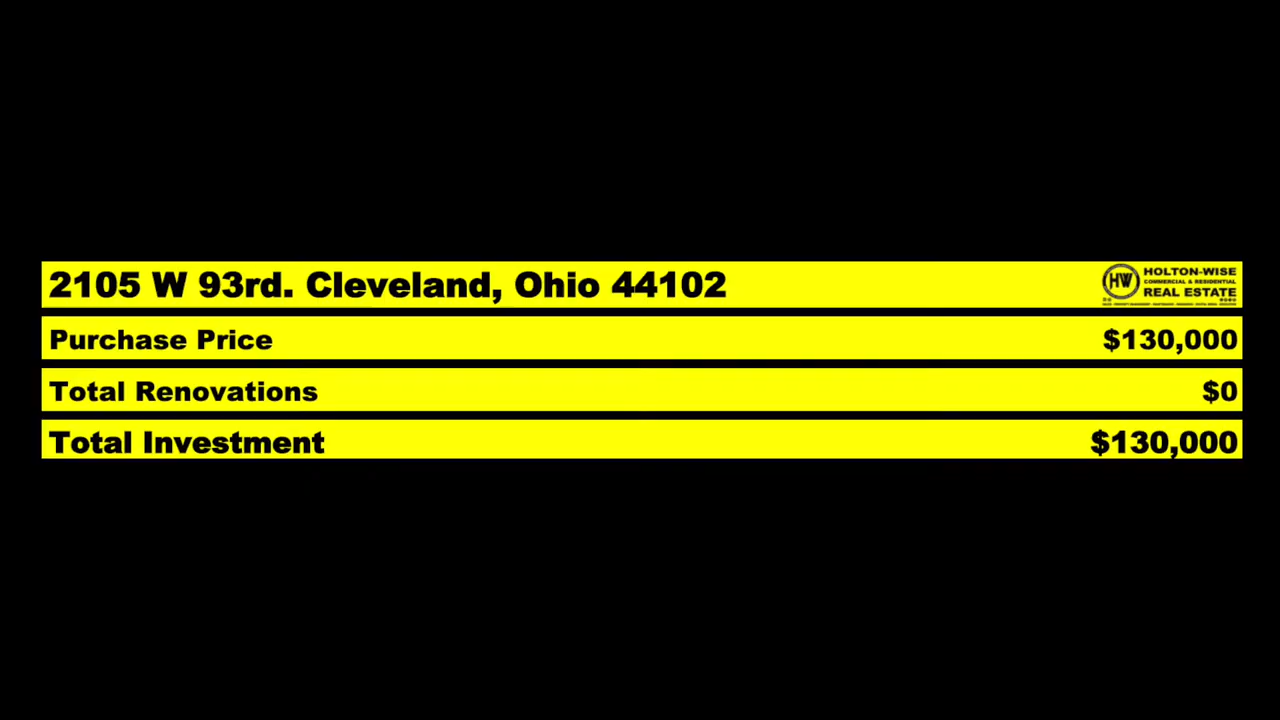 2105 W 93rd. Cleveland, Ohio 44102
HW
HOLTON-WISE
COMMERCIAL & RESIDENTIAL
REAL ESTATE
Purchase Price $130,000
Total Renovations $0
Total Investment $130,000